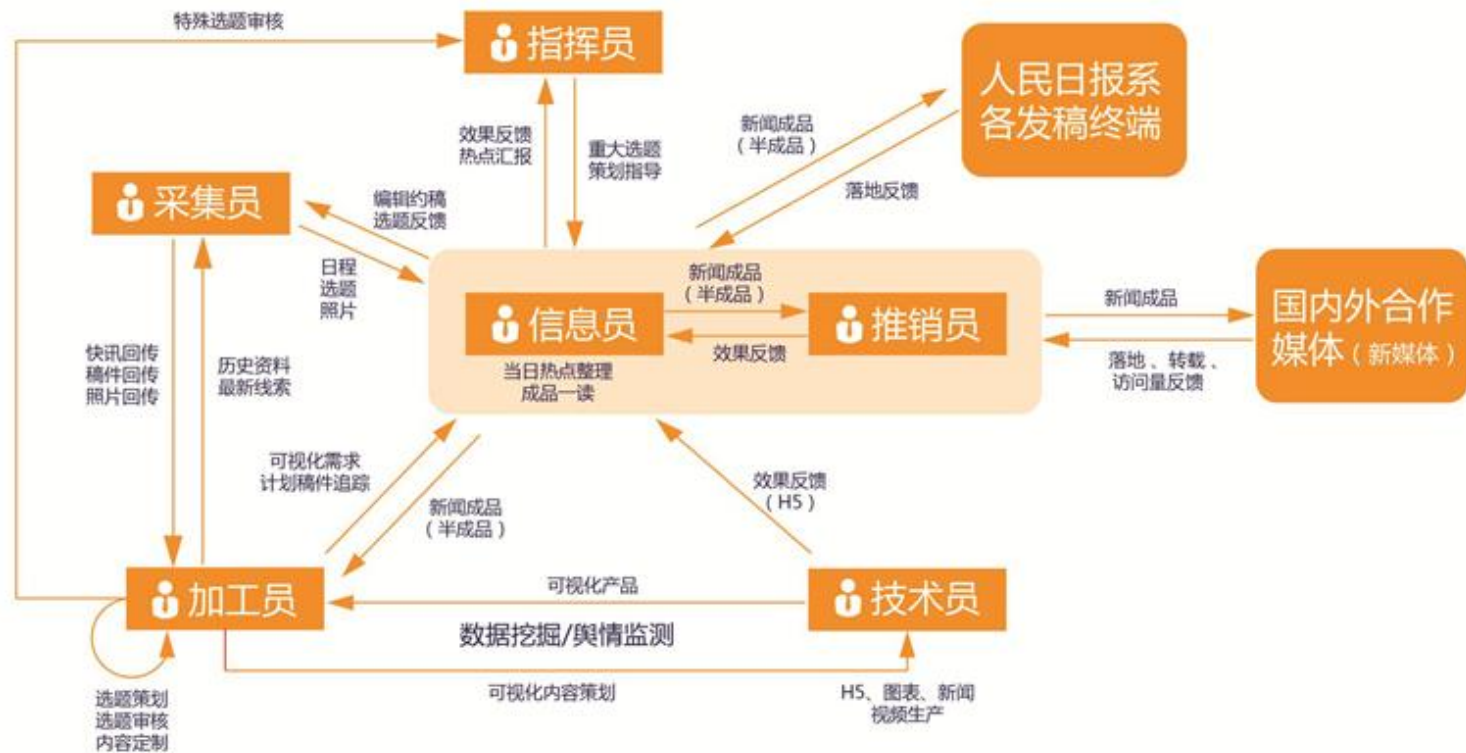 特殊选题审核
指挥员
人民日报系
各发稿终端
效果反馈
热点汇报
重大选题
策划指导
新闻成品
（半成品）
落地反馈
采集员
编辑约稿
选题反馈
日程
选题
照片
新闻成品
（半成品）
信息员
推销员
效果反馈
当日热点整理
成品一读
新闻成品
国内外合作
媒体（新媒体）
落地、转载、
访问量反馈
快讯回传
稿件回传
照片回传
历史资料
最新线索
可视化需求
计划稿件追踪
新闻成品
（半成品）
效果反馈
（H5）
加工员
可视化产品
技术员
数据挖掘/舆情监测
可视化内容策划
选题策划
选题审核
内容定制
H5、图表、新闻
视频生产